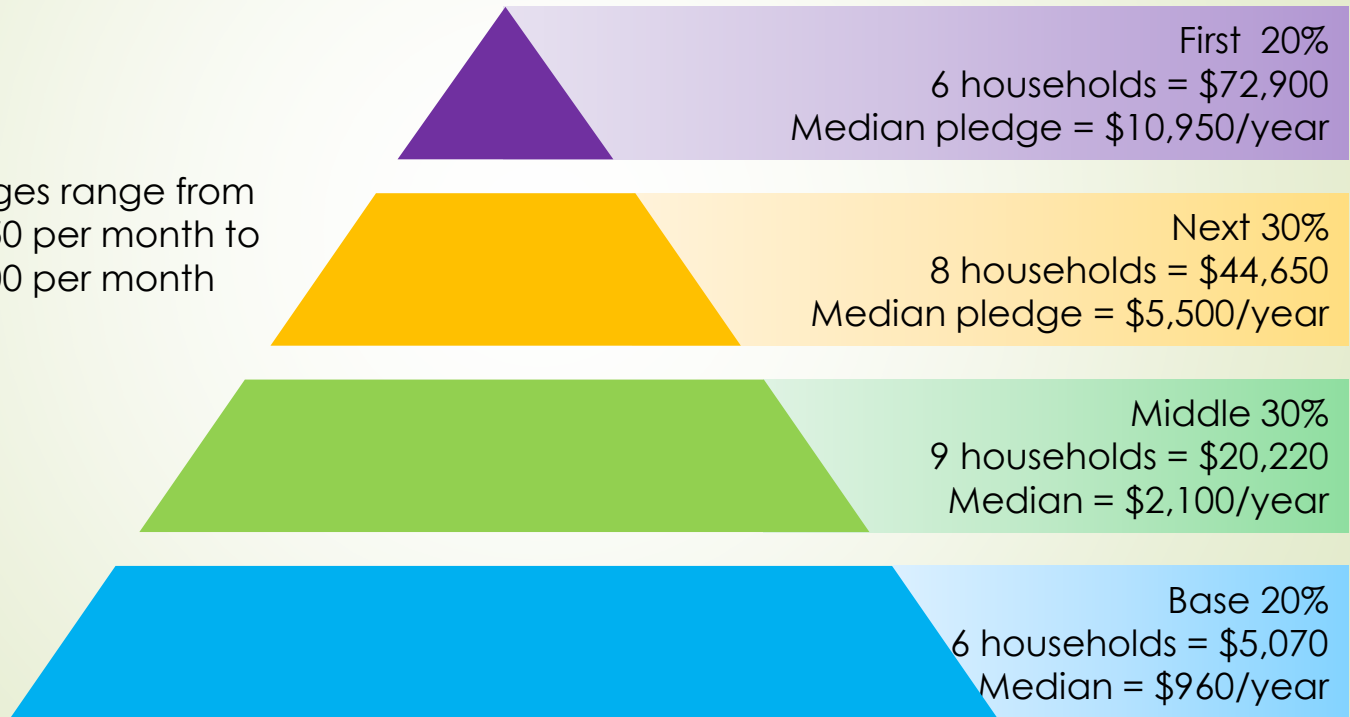 First 20%
6 households = $72,900
Median pledge = $10,950/year
ges range from
0 per month to
00 per month
Next 30%
8 households = $44,650
Median pledge = $5,500/year
Middle 30%
9 households = $20,220
Median = $2,100/year
Base 20%
6 households = $5,070
Median = $960/year